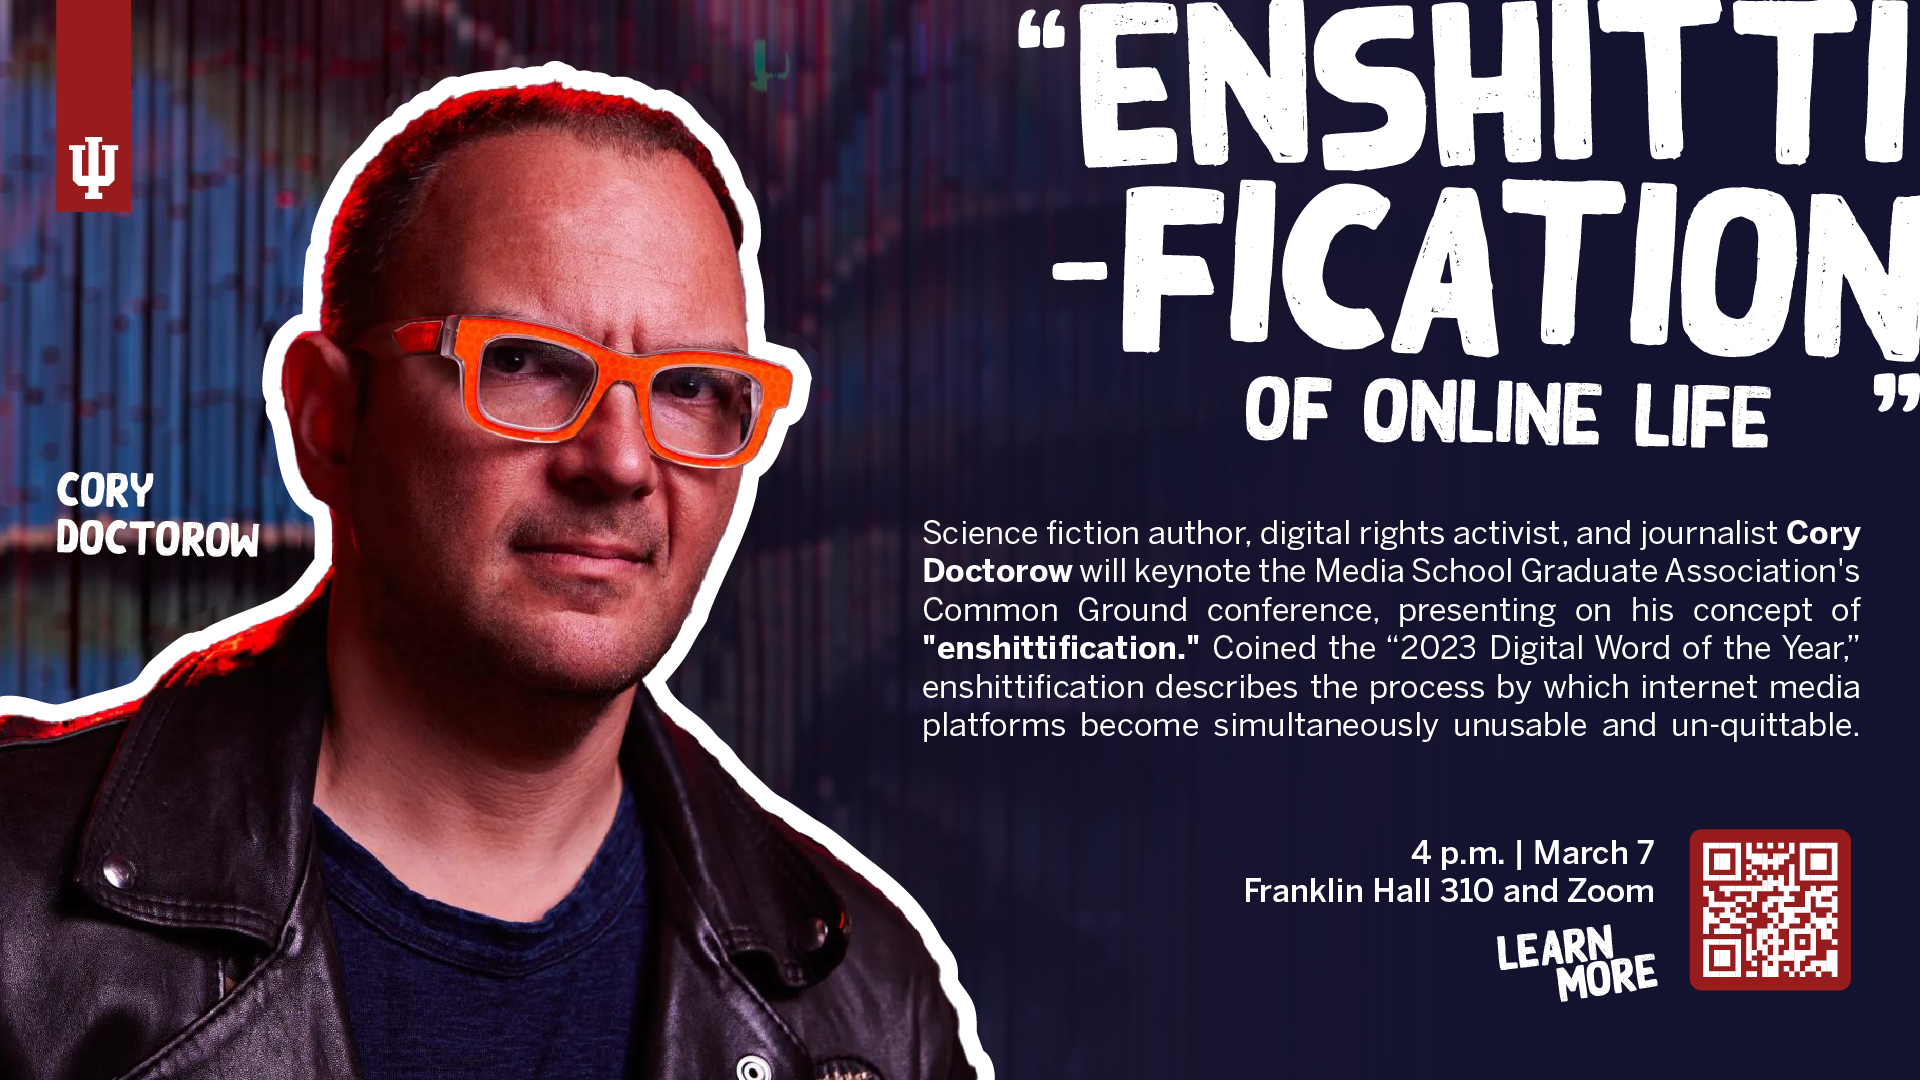 “ENSHITTI
-FICATION
OF ONLINE LIFE ”
CORY
DOCTOROW
Science fiction author, digital rights activist, and journalist Cory
Doctorow will keynote the Media School Graduate Association's
Common Ground conference, presenting on his concept of
"enshittification." Coined the “2023 Digital Word of the Year,”
enshittification describes the process by which internet media
platforms become simultaneously unusable and un-quittable.
4 p.m. | March 7
Franklin Hall 310 and Zoom
LEARN
MORE